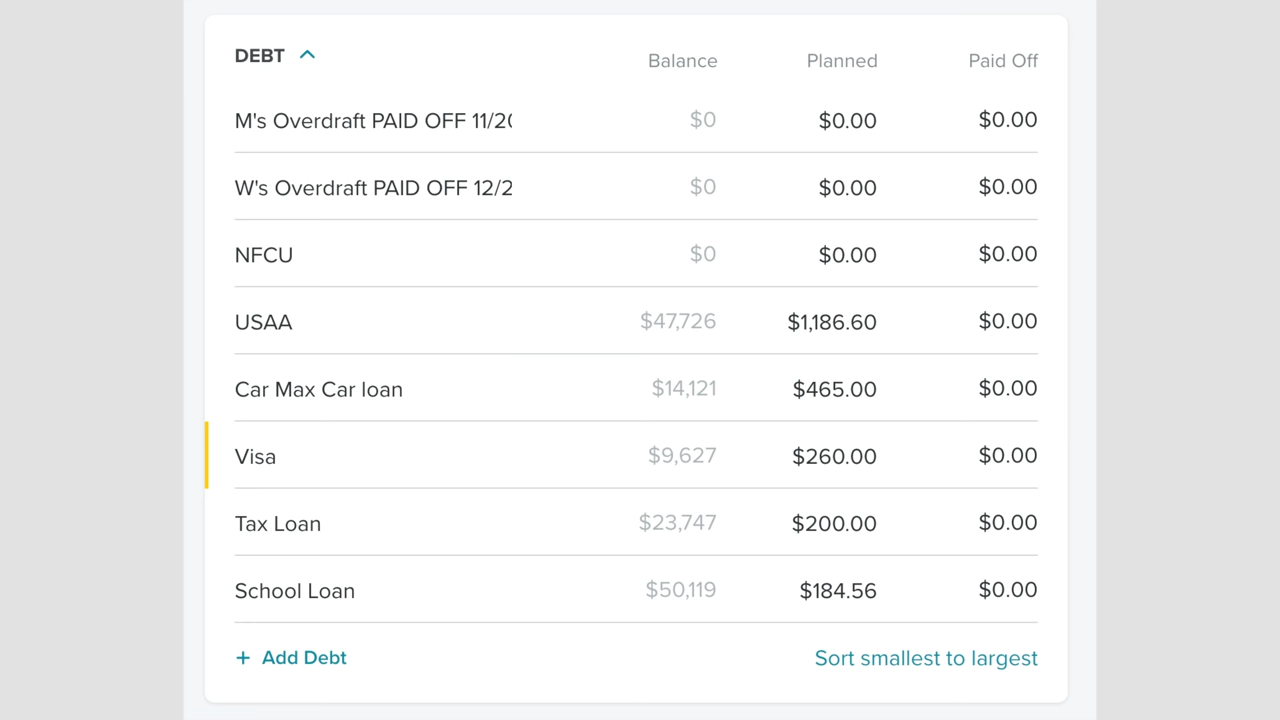 DEBT Balance Planned Paid Off
M's Overdraft PAID OFF 11/20 $0 $0.00 $0.00
W's Overdraft PAID OFF 12/2 $0 $0.00 $0.00
NFCU $0 $0.00 $0.00
USAA $47,726 $1,186.60 $0.00
Car Max Car loan $14,121 $465.00 $0.00
Visa $9,627 $260.00 $0.00
Tax Loan $23,747 $200.00 $0.00
School Loan $50,119 $184.56 $0.00
+ Add Debt Sort smallest to largest